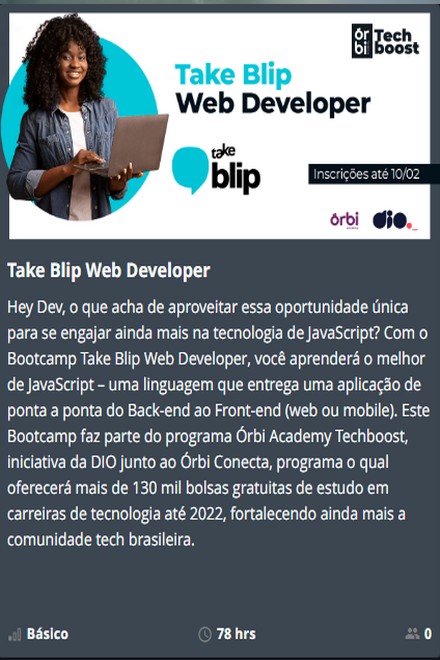 ór Tech
bi boost
Take Blip
Web Developer
take
blip
Inscrições até 10/02
órbi
DIO._
Take Blip Web Developer
Hey Dev, o que acha de aproveitar essa oportunidade única
para se engajar ainda mais na tecnologia de JavaScript? Com o
Bootcamp Take Blip Web Developer, você aprenderá o melhor
de JavaScript – uma linguagem que entrega uma aplicação de
ponta a ponta do Back-end ao Front-end (web ou mobile). Este
Bootcamp faz parte do programa Órbi Academy Techboost,
iniciativa da DIO junto ao Órbi Conecta, programa o qual
oferecerá mais de 130 mil bolsas gratuitas de estudo em
carreiras de tecnologia até 2022, fortalecendo ainda mais a
comunidade tech brasileira.
Básico 78 hrs 0